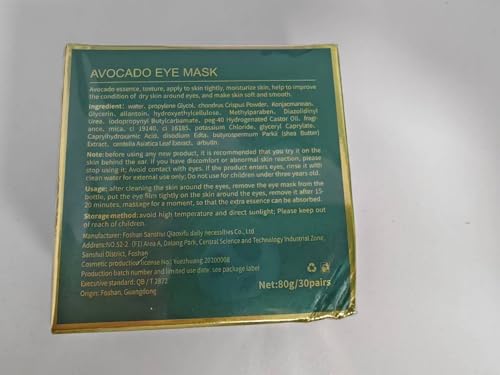 AVOCADO EYE MASK
Avocado essence, texture, apply to skin tightly, moisturize skin, help to improve
the condition of dry skin around eyes, and make skin soft and smooth.
Ingredient: water, propylene Glycol, chondrus Crispus Powder, Konjacmannan,
Glycerin, allantoin, hydroxyethylcellulose, Methylparaben, Diazolidinyl
Urea, iodopropynyl Butylcarbamate, peg-40 Hydrogenated Castor Oil, fragr-
ance, mica, ci 19140, ci 16185, potassium Chloride, glyceryl Caprylate,
Caprylhydroxamic Acid, disodium Edta, butyrospermum Parkii (shea Butter)
Extract, centella Asiatica Leaf Extract, arbutin.
Note: before using any new product, it is recommended that you try it on the
skin behind the ear. If you have discomfort or abnormal skin reaction, please
stop using it; Avoid contact with eyes. If the product enters eyes, rinse it with
clean water for external use only; Do not use for children under three years old.
Usage: after cleaning the skin around the eyes, remove the eye mask from the
bottle, put the eye film tightly on the skin around the eyes, remove it after 15-
20 minutes, massage for a moment, so that the extra essence can be absorbed.
Storage method: avoid high temperature and direct sunlight; Please keep out
of reach of children.
Manufacturer: Foshan Sanshui Qiaoyifu daily necessities Co., Ltd
Address:NO.52-2 (F1) Area A, Datang Park, Central Science and Technology Industrial Zone,
Sanshui District, Foshan
Cosmetic production license No.: Yuezhuang 20200008
Production batch number and limited use date: see package label
Executive standard: QB / T 2872
Origin: Foshan, Guangdong
Net:80g/30pairs